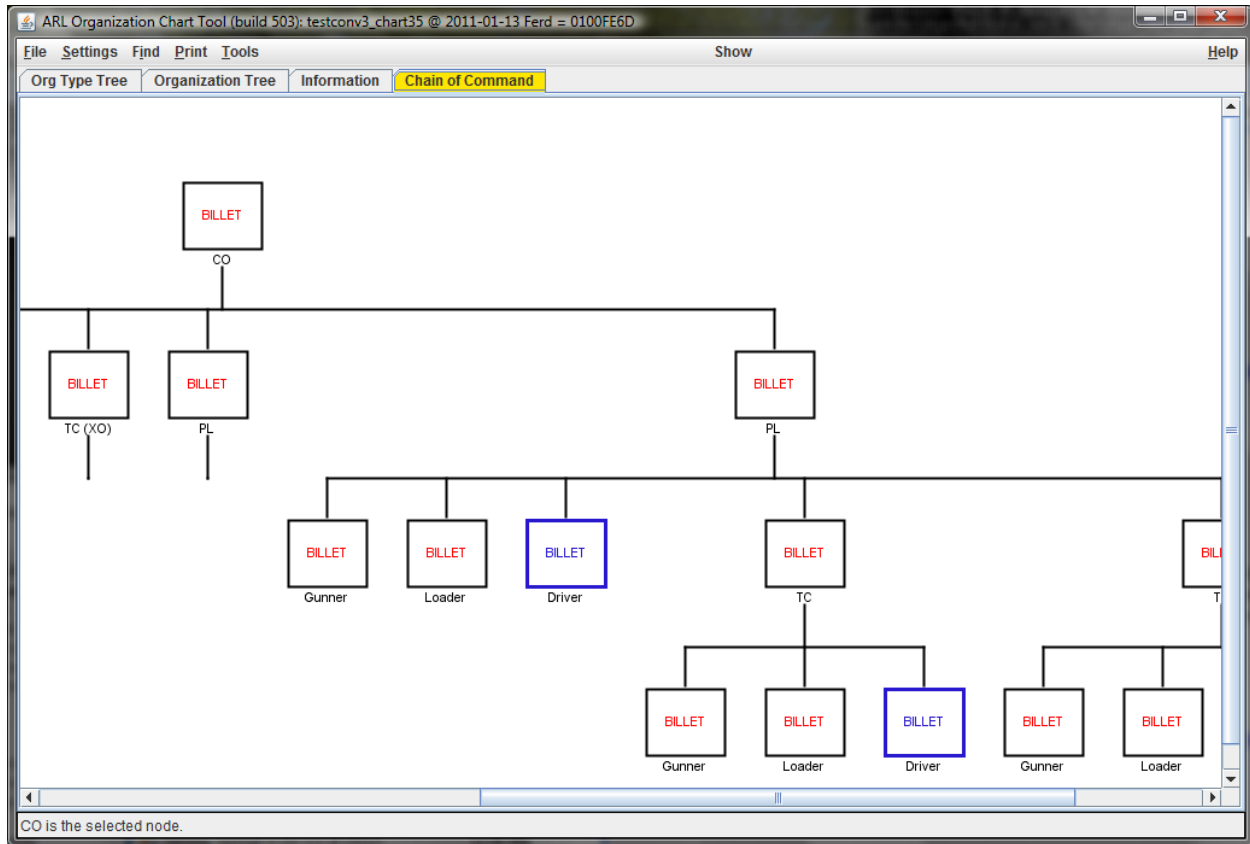 ARL Organization Chart Tool (build 503): testconv3_chart35 @ 2011-01-13 Ferd = 0100FE6D
File Settings Find Print Tools Show Help
Org Type Tree Organization Tree Information Chain of Command
BILLET
CO
BILLET BILLET BILLET
TC (XO) PL PL
BILLET BILLET BILLET BILLET BILL
Gunner Loader Driver TC T
BILLET BILLET BILLET BILLET BILLET
Gunner Loader Driver Gunner Loader
CO is the selected node.